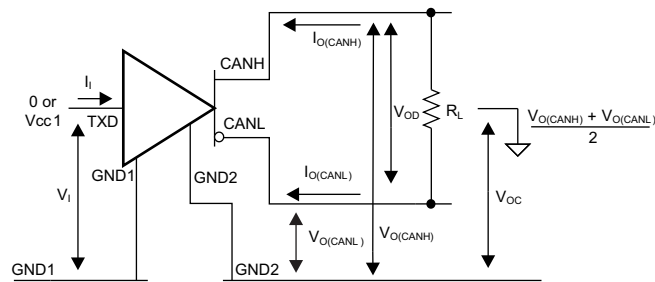 CANH
I_O(CANH)
I_I
0 or
Vcc1
TXD
V_OD
R_L
V_O(CANH) + V_O(CANL)
2
CANL
GND1
GND2
I_O(CANL)
V_I
V_OC
V_O(CANL)
V_O(CANH)
GND1
GND2